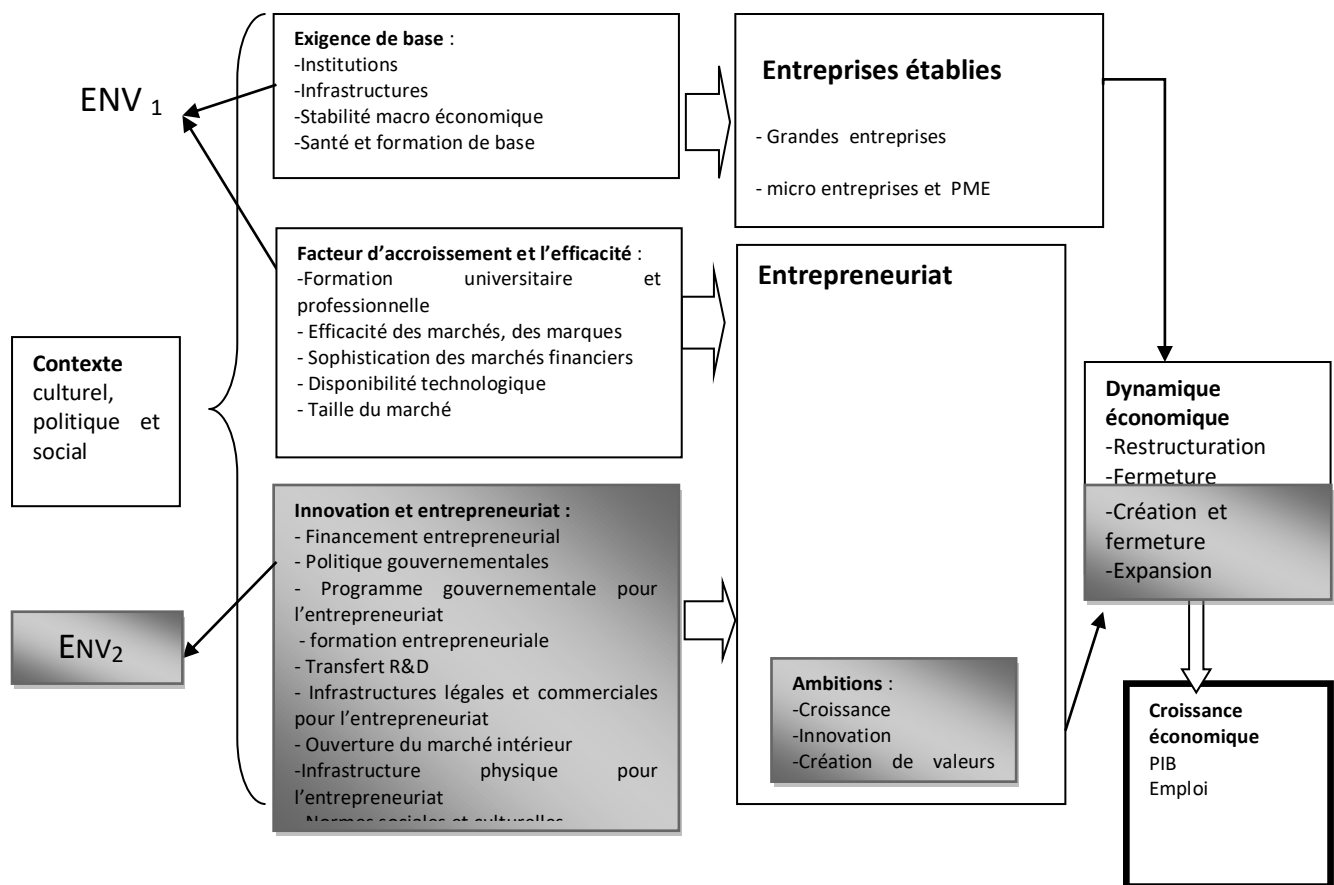 Exigence de base :
-Institutions
-Infrastructures
-Stabilité macro économique
-Santé et formation de base
ENV 1
Entreprises établies
- Grandes entreprises
- micro entreprises et PME
Facteur d’accroissement et l’efficacité :
-Formation universitaire et
professionnelle
- Efficacité des marchés, des marques
- Sophistication des marchés financiers
- Disponibilité technologique
- Taille du marché
Entrepreneuriat
Contexte
culturel,
politique et
social
Dynamique
économique
-Restructuration
-Fermeture
-Création et
fermeture
-Expansion
Innovation et entrepreneuriat :
- Financement entrepreneurial
- Politique gouvernementales
- Programme gouvernementale pour
l’entrepreneuriat
- formation entrepreneuriale
- Transfert R&D
- Infrastructures légales et commerciales
pour l’entrepreneuriat
- Ouverture du marché intérieur
-Infrastructure physique pour
l’entrepreneuriat
- Normes sociales et culturelles
ENV2
Ambitions :
-Croissance
-Innovation
-Création de valeurs
Croissance
économique
PIB
Emploi